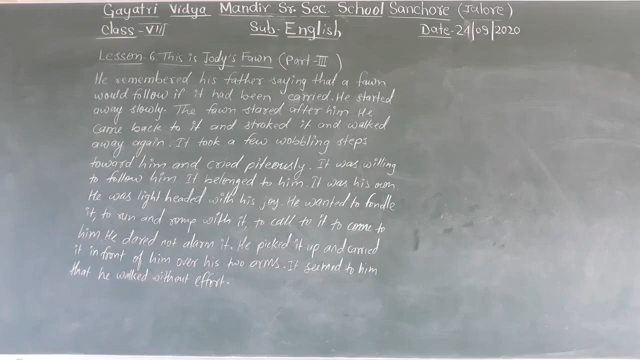 Gayatri Vidya Mandir Sr. Sec. School Sanchore (Jalore)
Class-VIII Sub. English Date-24/09/2020
Lesson. 6. This is Jody's Fawn (Part-III)
He remembered his father saying that a fawn
would follow if it had been carried. He started
away slowly. The fawn stared after him He
came back to it and stroked it and walked
away again. It took a few wobbling steps
toward him and cried piteously. It was willing
to follow him. It belonged to him. It was his own
He was light headed with his joy. He wanted to fondle
it, to run and romp with it, to call to it to come to
him. He dared not alarm it. He picked it up and carried
it in front of him over his two arms. It seemed to him
that he walked without effort.